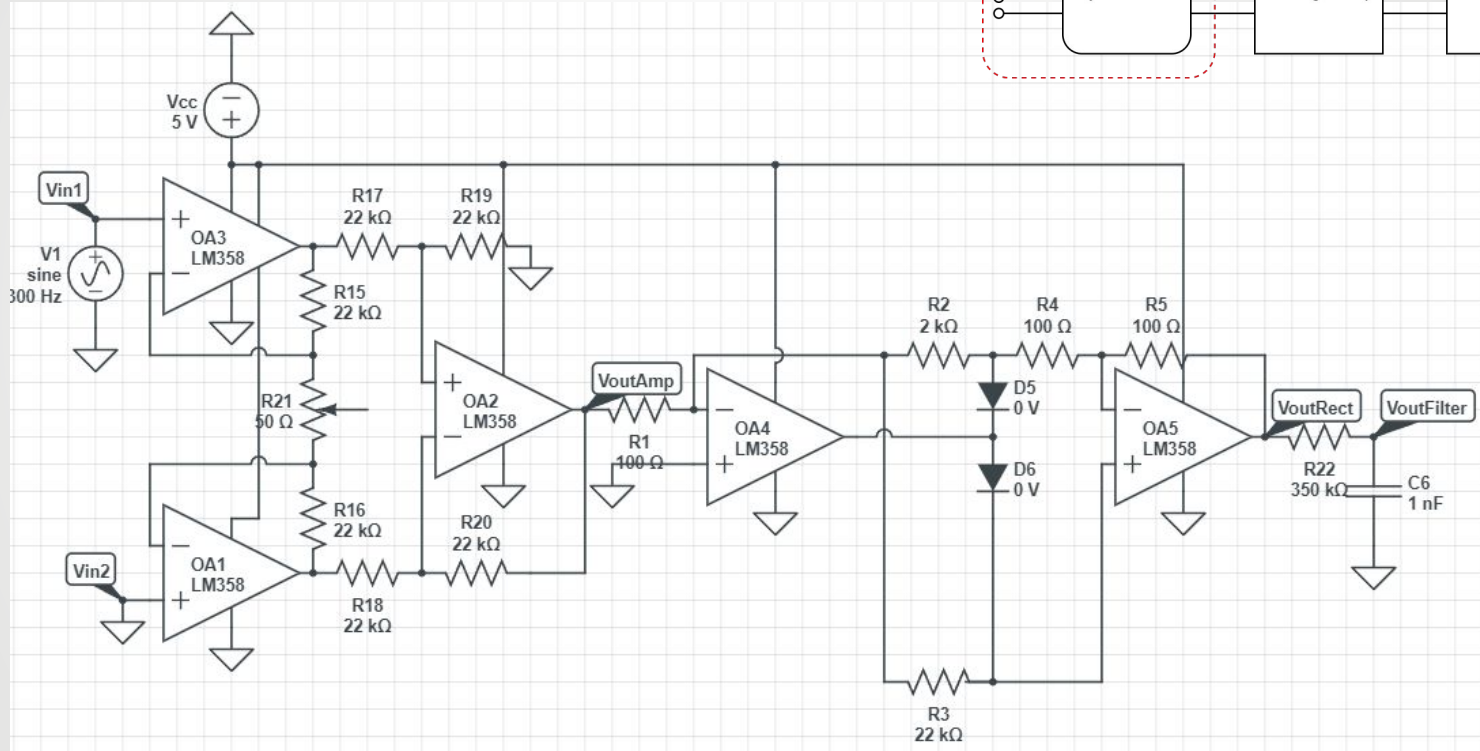 Vcc
5 V
Vin1
V1
sine
300 Hz
OA3
LM358
R17
22 kΩ
R19
22 kΩ
R15
22 kΩ
R21
50 Ω
R16
22 kΩ
OA1
LM358
Vin2
R18
22 kΩ
R20
22 kΩ
OA2
LM358
VoutAmp
R1
100 Ω
OA4
LM358
R2
2 kΩ
R4
100 Ω
R5
100 Ω
D5
0 V
D6
0 V
R3
22 kΩ
OA5
LM358
VoutRect
VoutFilter
R22
350 kΩ
C6
1 nF